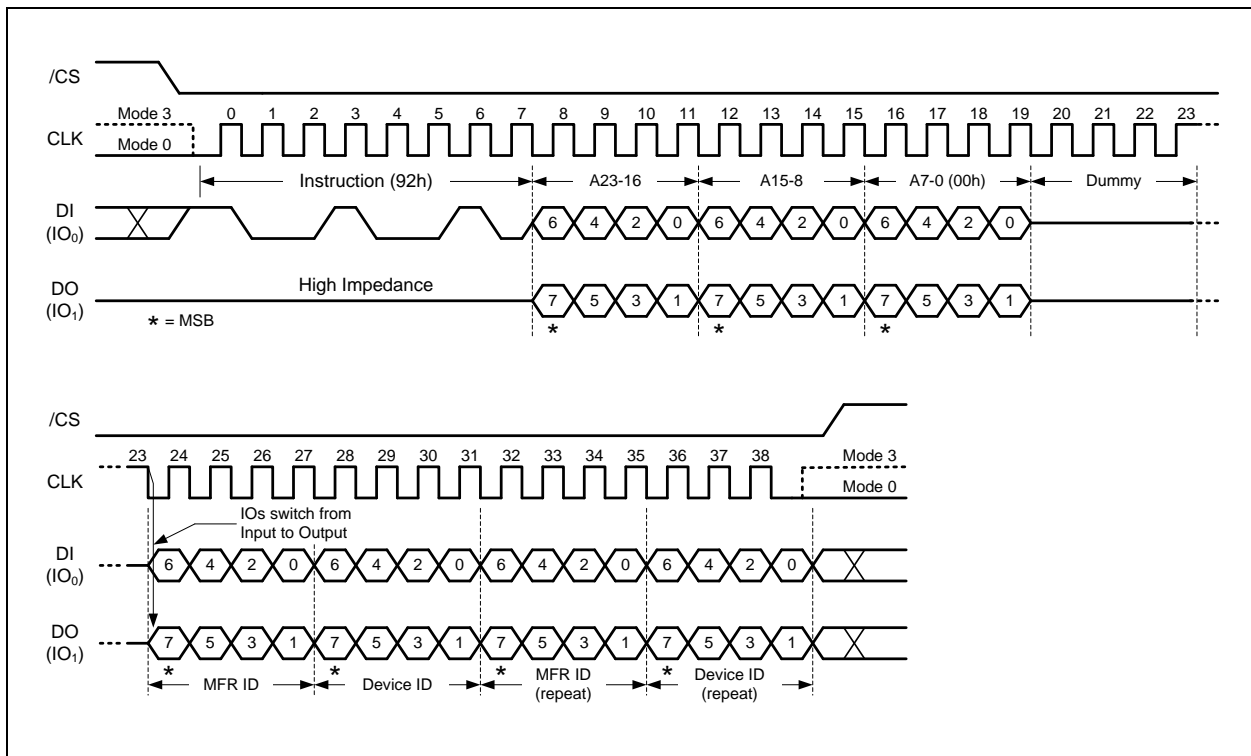 /CS
Mode 3 0 1 2 3 4 5 6 7 8 9 10 11 12 13 14 15 16 17 18 19 20 21 22 23
CLK
Mode 0
Instruction (92h) A23-16 A15-8 A7-0 (00h) Dummy
DI
(IO₀)
6 4 2 0 6 4 2 0 6 4 2 0
High Impedance
DO
(IO₁)
7 5 3 1 7 5 3 1 7 5 3 1
* = MSB * * *
/CS
23 24 25 26 27 28 29 30 31 32 33 34 35 36 37 38 Mode 3
CLK
Mode 0
IOs switch from
Input to Output
DI
(IO₀)
6 4 2 0 6 4 2 0 6 4 2 0 6 4 2 0
DO
(IO₁)
7 5 3 1 7 5 3 1 7 5 3 1 7 5 3 1
* * * *
MFR ID Device ID MFR ID
(repeat)
Device ID
(repeat)